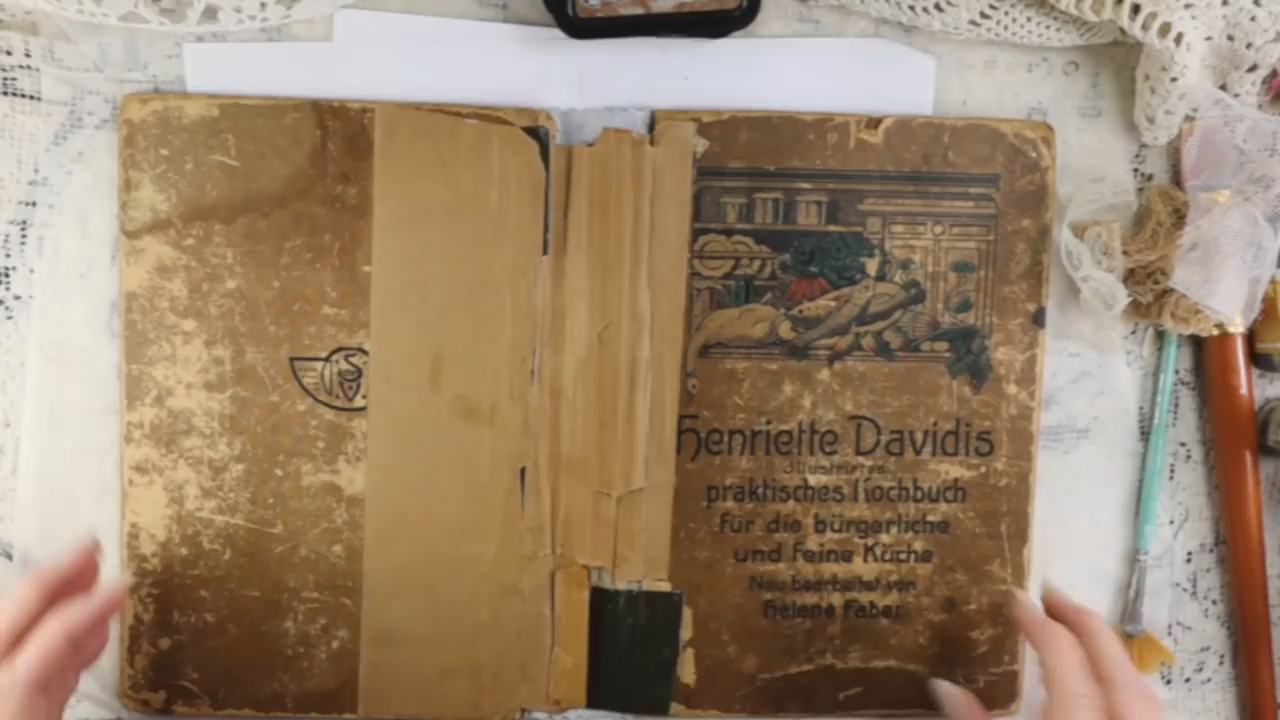 Henriette Davidis
Illustriertes
praktisches Kochbuch
für die bürgerliche
und feine Küche
Neu bearbeitet von
Helene Faber